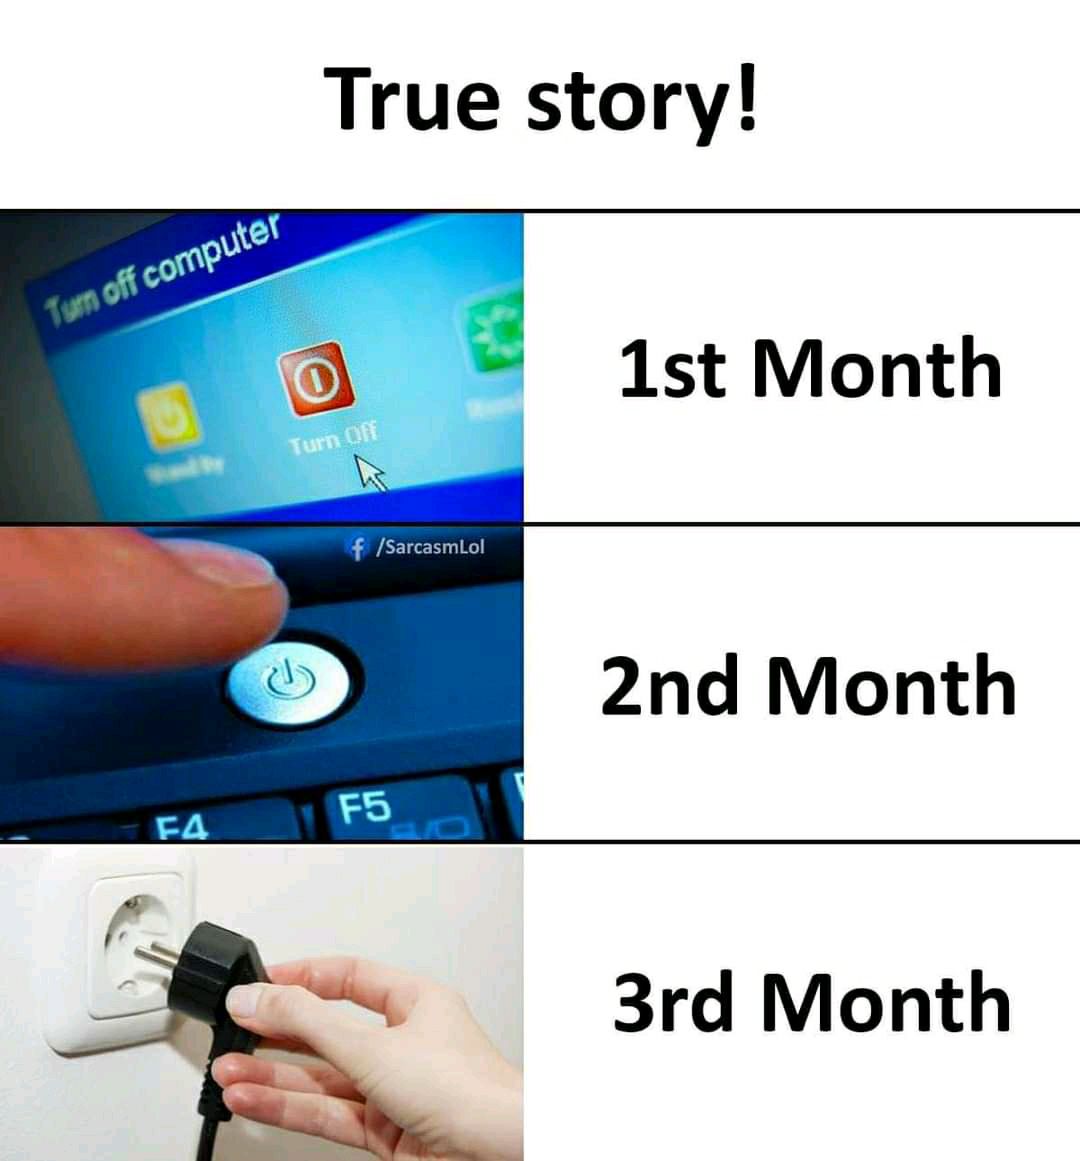 True story!
Turn off computer
Turn Off
1st Month
/SarcasmLol
2nd Month
F4
F5
3rd Month